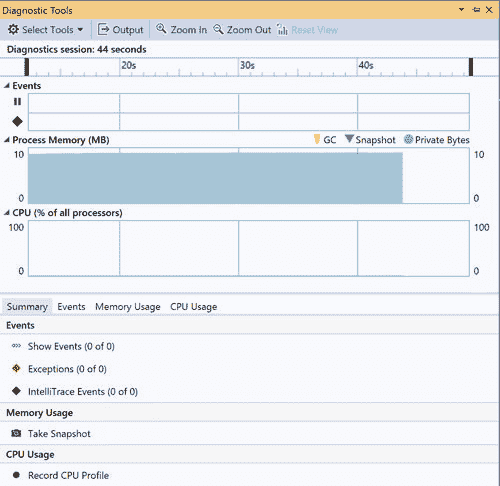 Diagnostic Tools
Select Tools Output Zoom In Zoom Out Reset View
Diagnostics session: 44 seconds
20s 30s 40s
Events
Process Memory (MB) GC Snapshot Private Bytes
10 10
0 0
CPU (% of all processors)
100 100
0 0
Summary Events Memory Usage CPU Usage
Events
Show Events (0 of 0)
Exceptions (0 of 0)
IntelliTrace Events (0 of 0)
Memory Usage
Take Snapshot
CPU Usage
Record CPU Profile